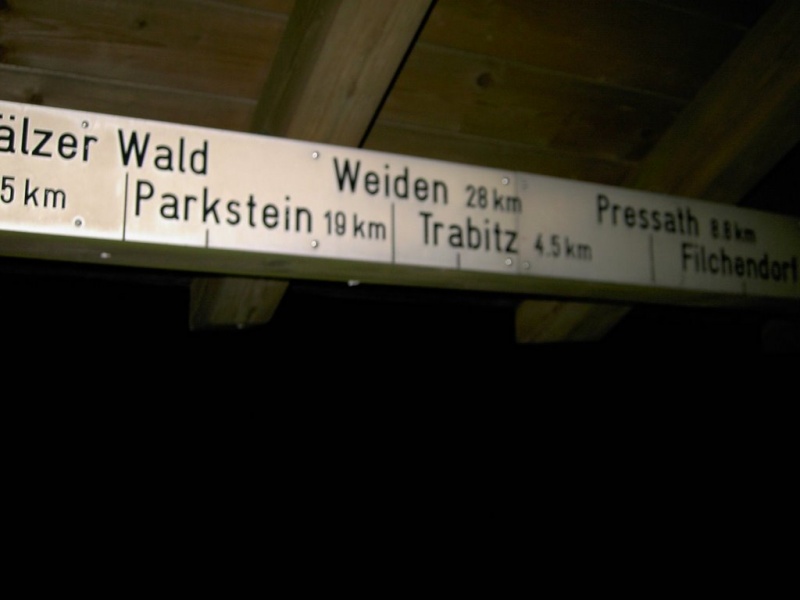 älzer Wald Weiden 28 km Pressath 8.8 km
5 km Parkstein 19 km Trabitz 4.5 km Filchendorf